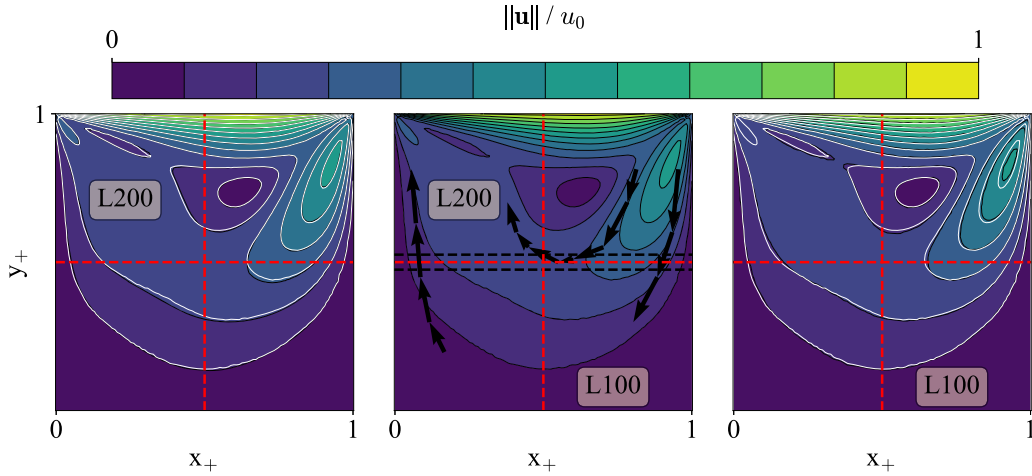 ‖u‖ / u₀
0 1
1
L200 L200
y₊
L100 L100
0 1 0 1 0 1
x₊ x₊ x₊